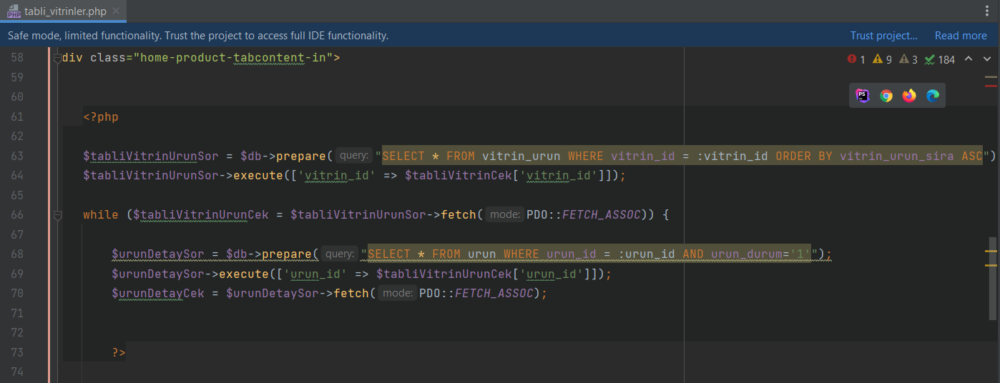 tabli_vitrinler.php
Safe mode, limited functionality. Trust the project to access full IDE functionality. Trust project... Read more
58 div class="home-product-tabcontent-in"> 1 9 3 184
59
60
61 <?php
62
63 $tabliVitrinUrunSor = $db->prepare( query: "SELECT * FROM vitrin_urun WHERE vitrin_id = :vitrin_id ORDER BY vitrin_urun_sira ASC")
64 $tabliVitrinUrunSor->execute(['vitrin_id' => $tabliVitrinCek['vitrin_id']]);
65
66 while ($tabliVitrinUrunCek = $tabliVitrinUrunSor->fetch( mode: PDO::FETCH_ASSOC)) {
67
68 $urunDetaySor = $db->prepare( query: "SELECT * FROM urun WHERE urun_id = :urun_id AND urun_durum='1'");
69 $urunDetaySor->execute(['urun_id' => $tabliVitrinUrunCek['urun_id']]);
70 $urunDetayCek = $urunDetaySor->fetch( mode: PDO::FETCH_ASSOC);
71
72
73 ?>
74